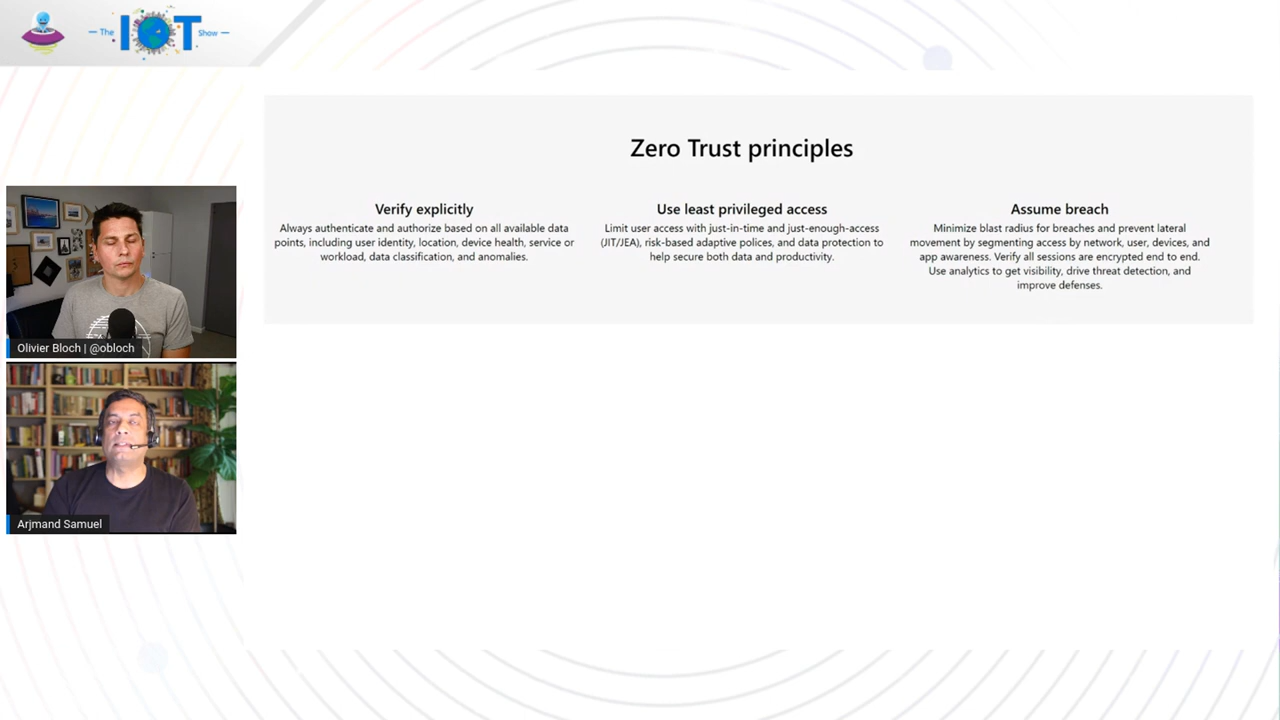 The IOT Show
Zero Trust principles
Verify explicitly
Always authenticate and authorize based on all available data
points, including user identity, location, device health, service or
workload, data classification, and anomalies.
Use least privileged access
Limit user access with just-in-time and just-enough-access
(JIT/JEA), risk-based adaptive polices, and data protection to
help secure both data and productivity.
Assume breach
Minimize blast radius for breaches and prevent lateral
movement by segmenting access by network, user, devices, and
app awareness. Verify all sessions are encrypted end to end.
Use analytics to get visibility, drive threat detection, and
improve defenses.
Olivier Bloch | @obloch
Arjmand Samuel